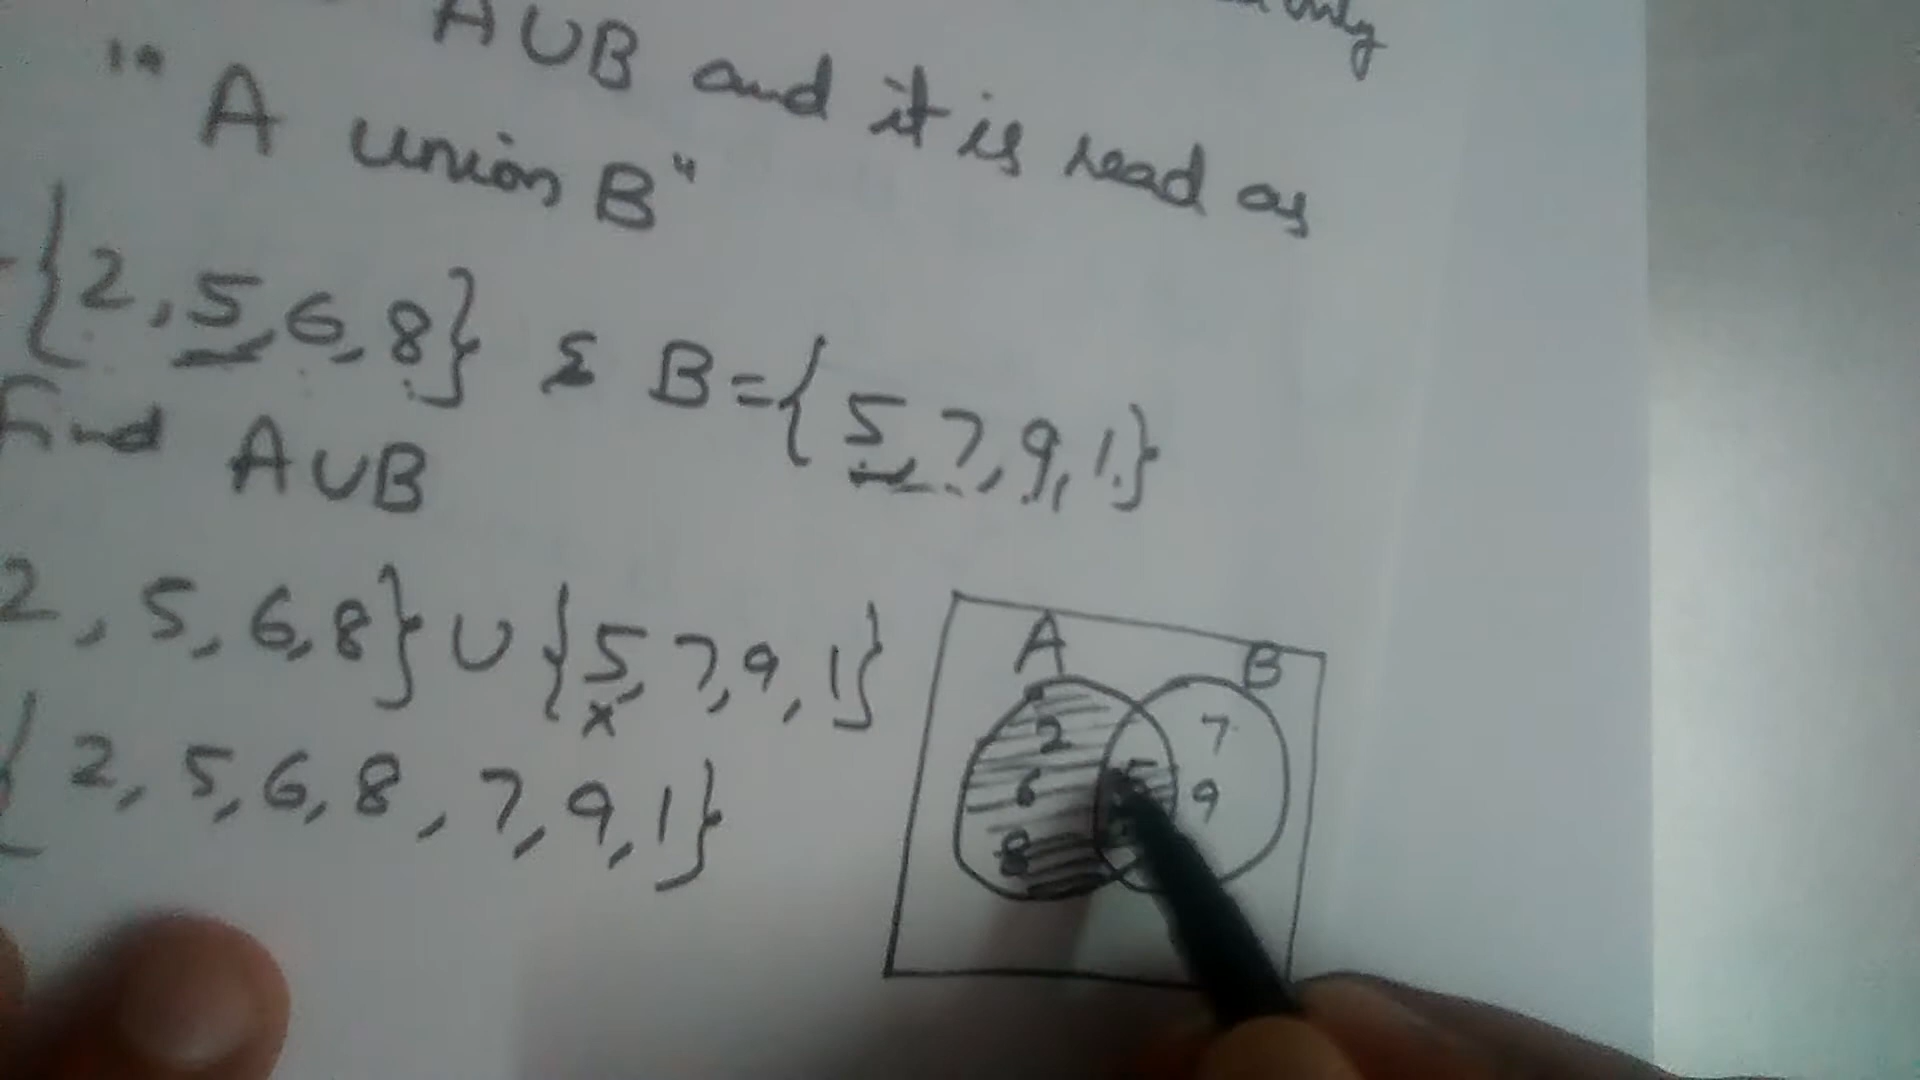 only
A∪B and it is read as
"A union B"
{2, 5, 6, 8} & B = {5, 7, 9, 1}
Find A∪B
2, 5, 6, 8} ∪ {5, 7, 9, 1}
x
{2, 5, 6, 8, 7, 9, 1}
A B
2 7
6 5 9
8